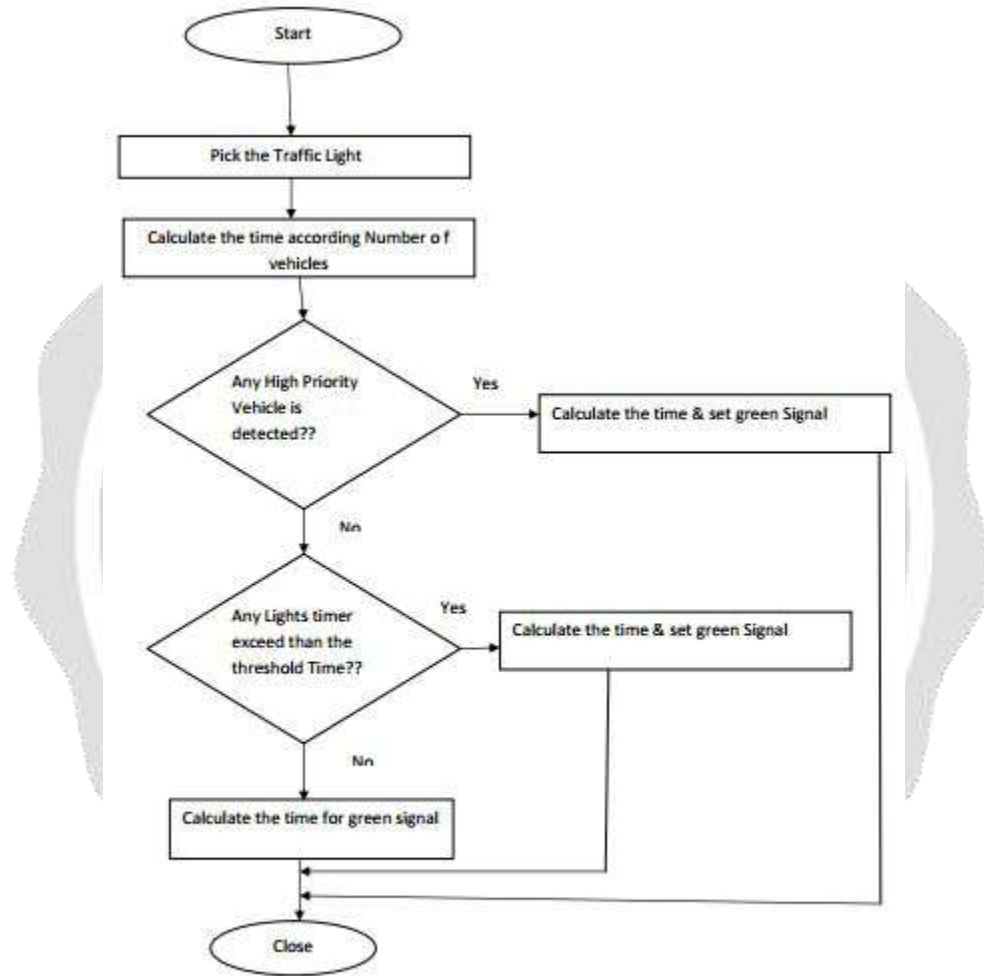 Start
Pick the Traffic Light
Calculate the time according Number o f
vehicles
Any High Priority
Vehicle is
detected??
Yes
Calculate the time & set green Signal
No
Any Lights timer
exceed than the
threshold Time??
Yes
Calculate the time & set green Signal
No
Calculate the time for green signal
Close